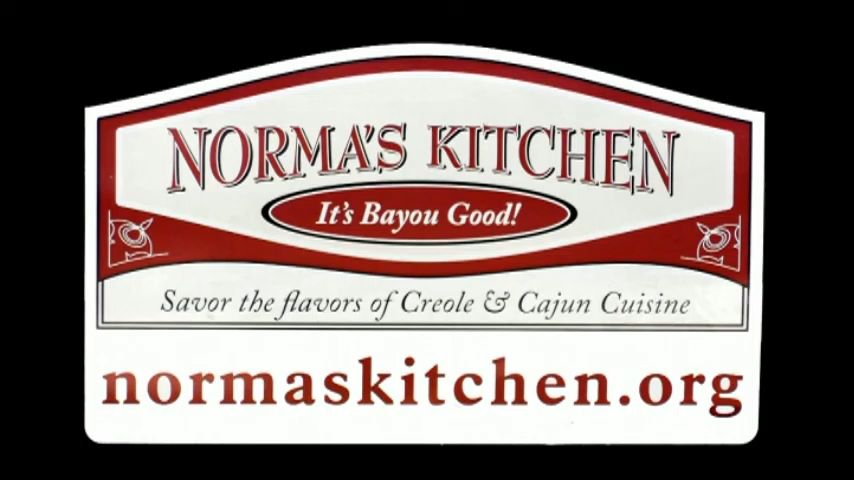 NORMA'S KITCHEN
It's Bayou Good!
Savor the flavors of Creole & Cajun Cuisine
normaskitchen.org